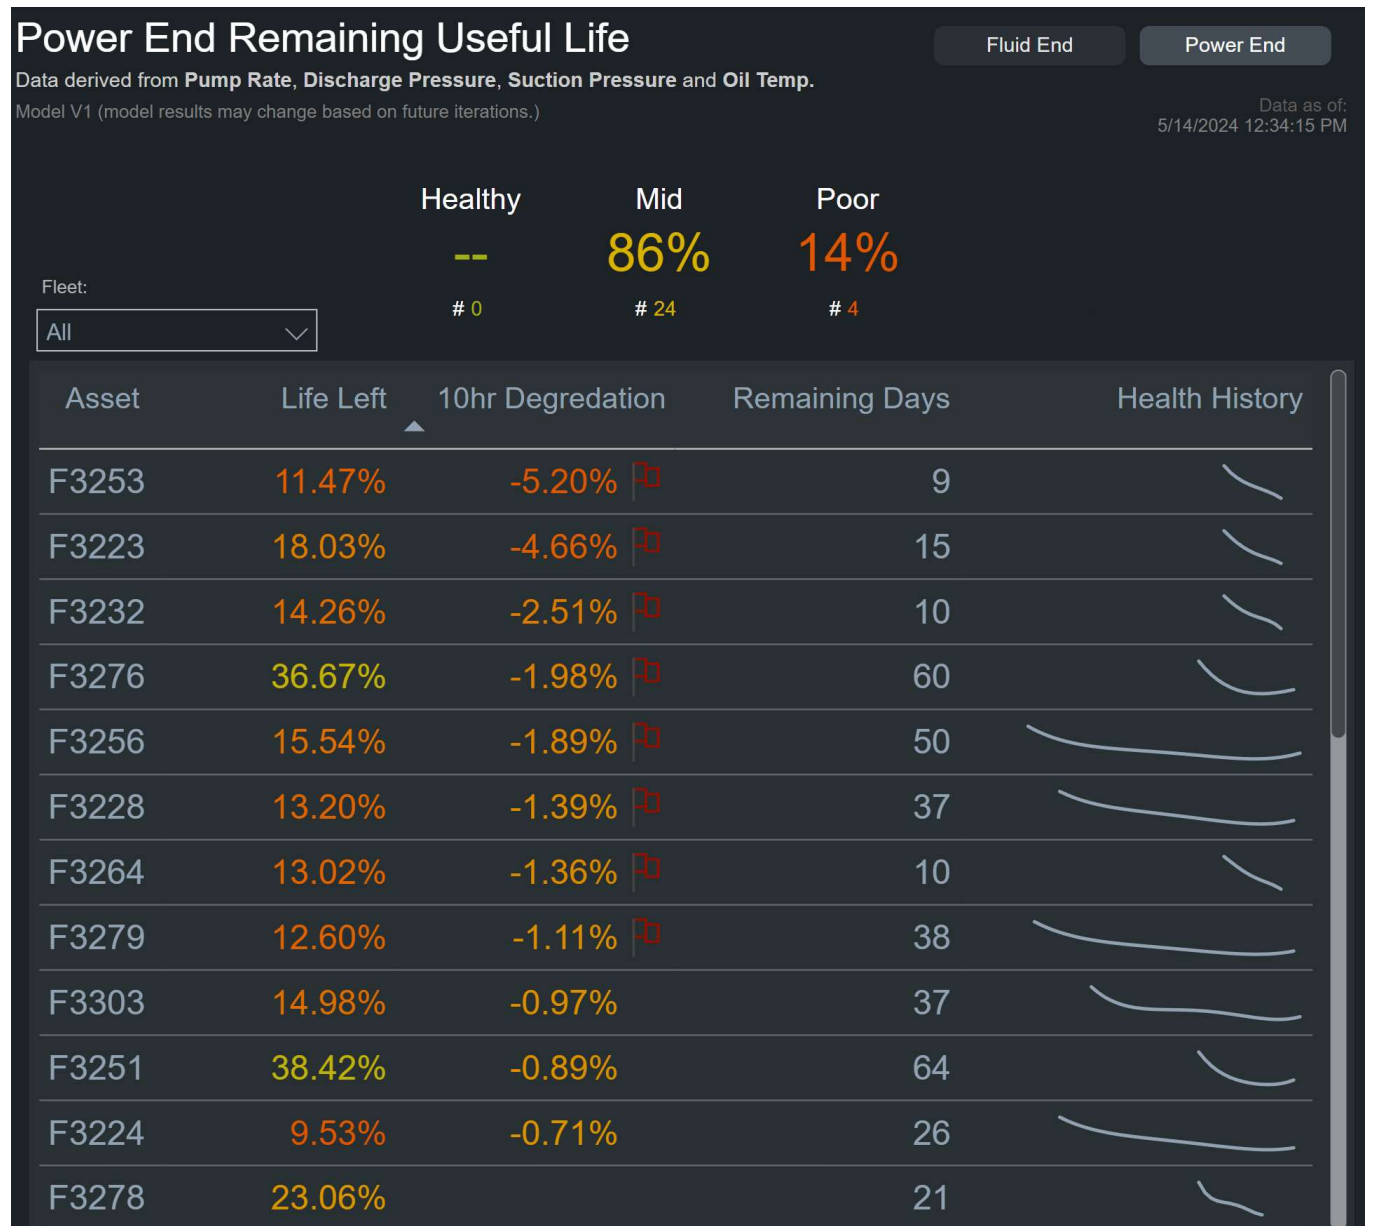 Power End Remaining Useful Life
Fluid End
Power End
Data derived from Pump Rate, Discharge Pressure, Suction Pressure and Oil Temp.
Model V1 (model results may change based on future iterations.)
Data as of:
5/14/2024 12:34:15 PM
Healthy Mid Poor
-- 86% 14%
# 0 # 24 # 4
Fleet:
All
Asset Life Left 10hr Degredation Remaining Days Health History
F3253 11.47% -5.20% 9
F3223 18.03% -4.66% 15
F3232 14.26% -2.51% 10
F3276 36.67% -1.98% 60
F3256 15.54% -1.89% 50
F3228 13.20% -1.39% 37
F3264 13.02% -1.36% 10
F3279 12.60% -1.11% 38
F3303 14.98% -0.97% 37
F3251 38.42% -0.89% 64
F3224 9.53% -0.71% 26
F3278 23.06% 21